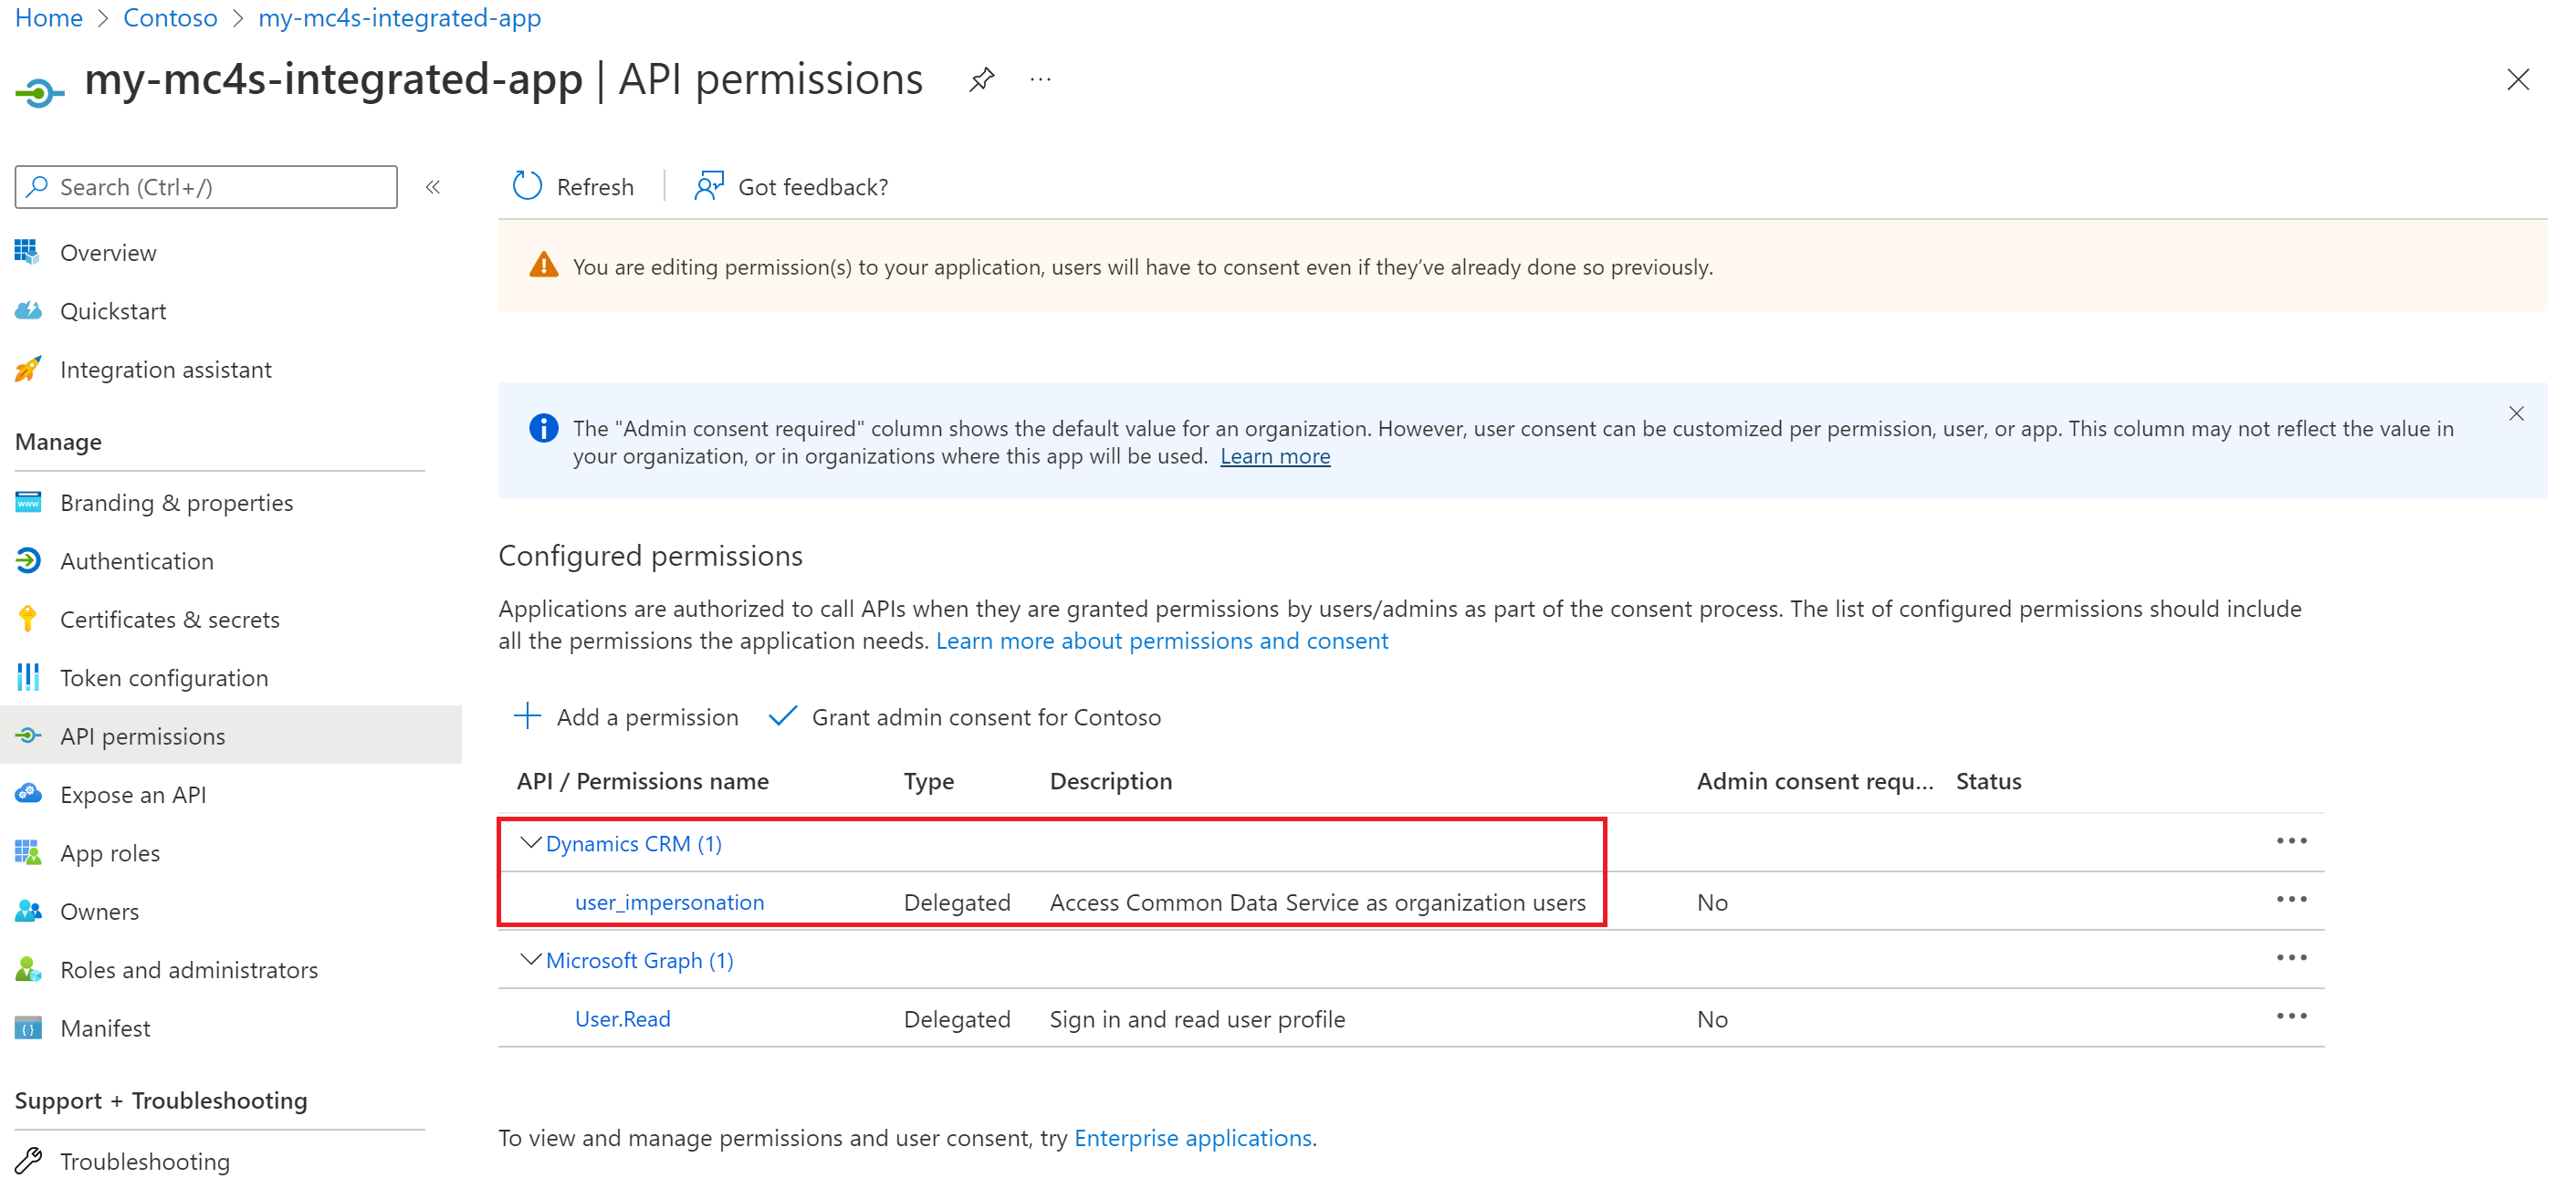 Home > Contoso > my-mc4s-integrated-app
my-mc4s-integrated-app | API permissions ...
Search (Ctrl+/) «
Overview
Quickstart
Integration assistant
Manage
Branding & properties
Authentication
Certificates & secrets
Token configuration
API permissions
Expose an API
App roles
Owners
Roles and administrators
Manifest
Support + Troubleshooting
Troubleshooting
Refresh | Got feedback?
You are editing permission(s) to your application, users will have to consent even if they’ve already done so previously.
The "Admin consent required" column shows the default value for an organization. However, user consent can be customized per permission, user, or app. This column may not reflect the value in
your organization, or in organizations where this app will be used. Learn more
Configured permissions
Applications are authorized to call APIs when they are granted permissions by users/admins as part of the consent process. The list of configured permissions should include
all the permissions the application needs. Learn more about permissions and consent
Add a permission Grant admin consent for Contoso
API / Permissions name Type Description Admin consent requ... Status
Dynamics CRM (1)
user_impersonation Delegated Access Common Data Service as organization users No
Microsoft Graph (1)
User.Read Delegated Sign in and read user profile No
To view and manage permissions and user consent, try Enterprise applications.